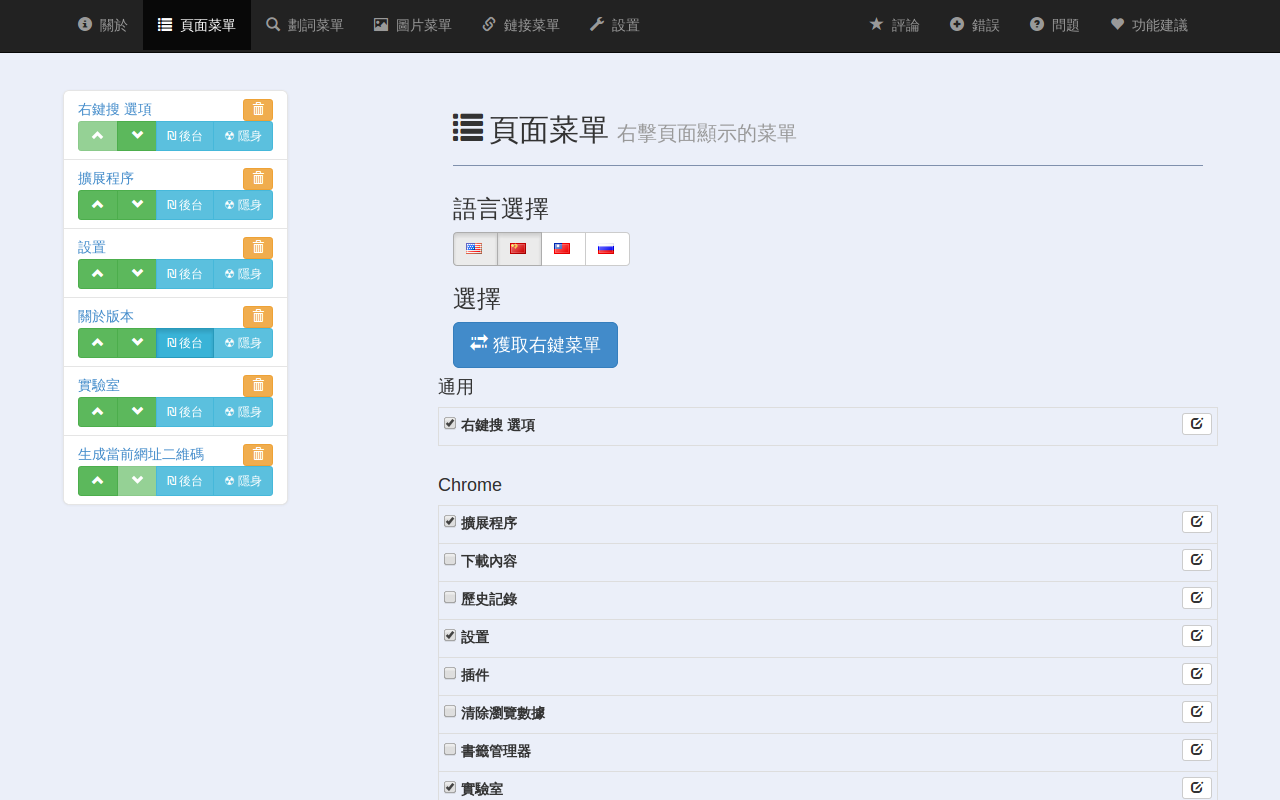 關於 頁面菜單 劃詞菜單 圖片菜單 鏈接菜單 設置 評論 錯誤 問題 功能建議
右鍵搜 選項
後台 隱身
擴展程序
後台 隱身
設置
後台 隱身
關於版本
後台 隱身
實驗室
後台 隱身
生成當前網址二維碼
後台 隱身
頁面菜單 右擊頁面顯示的菜單
語言選擇
選擇
獲取右鍵菜單
通用
右鍵搜 選項
Chrome
擴展程序
下載內容
歷史記錄
設置
插件
清除瀏覽數據
書籤管理器
實驗室